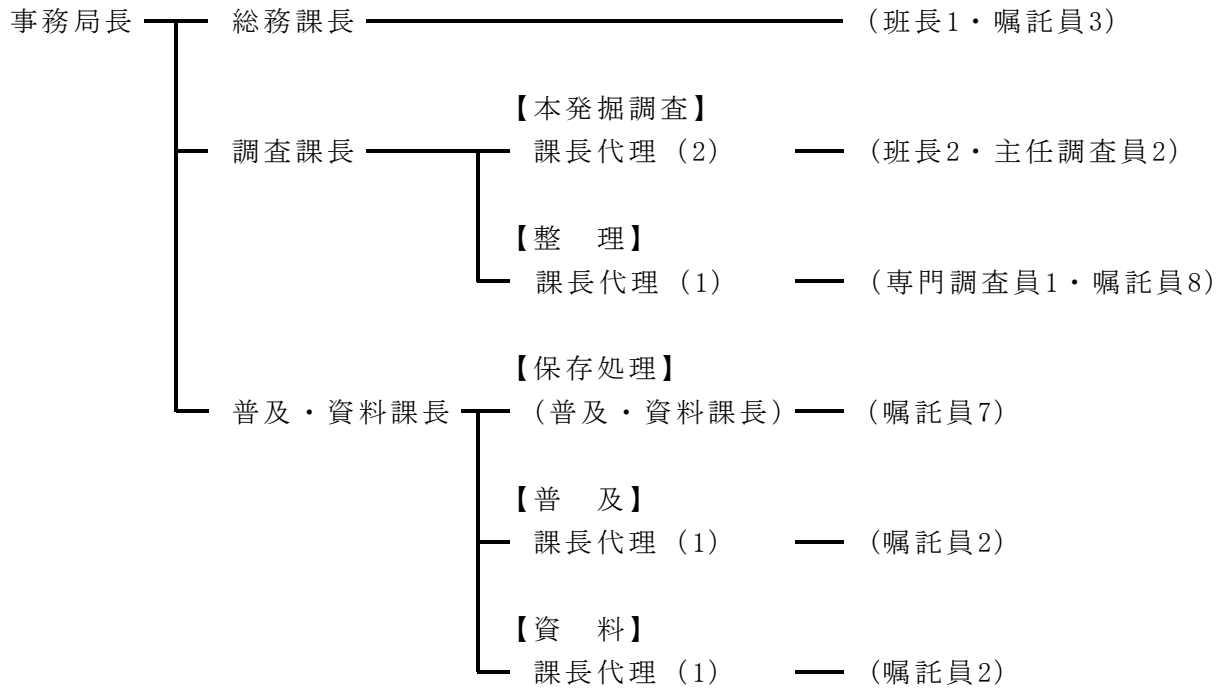 事務局長 総務課長 (班長1・嘱託員3)
【本発掘調査】
調査課長 課長代理 (2) (班長2・主任調査員2)
【整　理】
課長代理 (1) (専門調査員1・嘱託員8)
【保存処理】
普及・資料課長 (普及・資料課長) (嘱託員7)
【普　及】
課長代理 (1) (嘱託員2)
【資　料】
課長代理 (1) (嘱託員2)